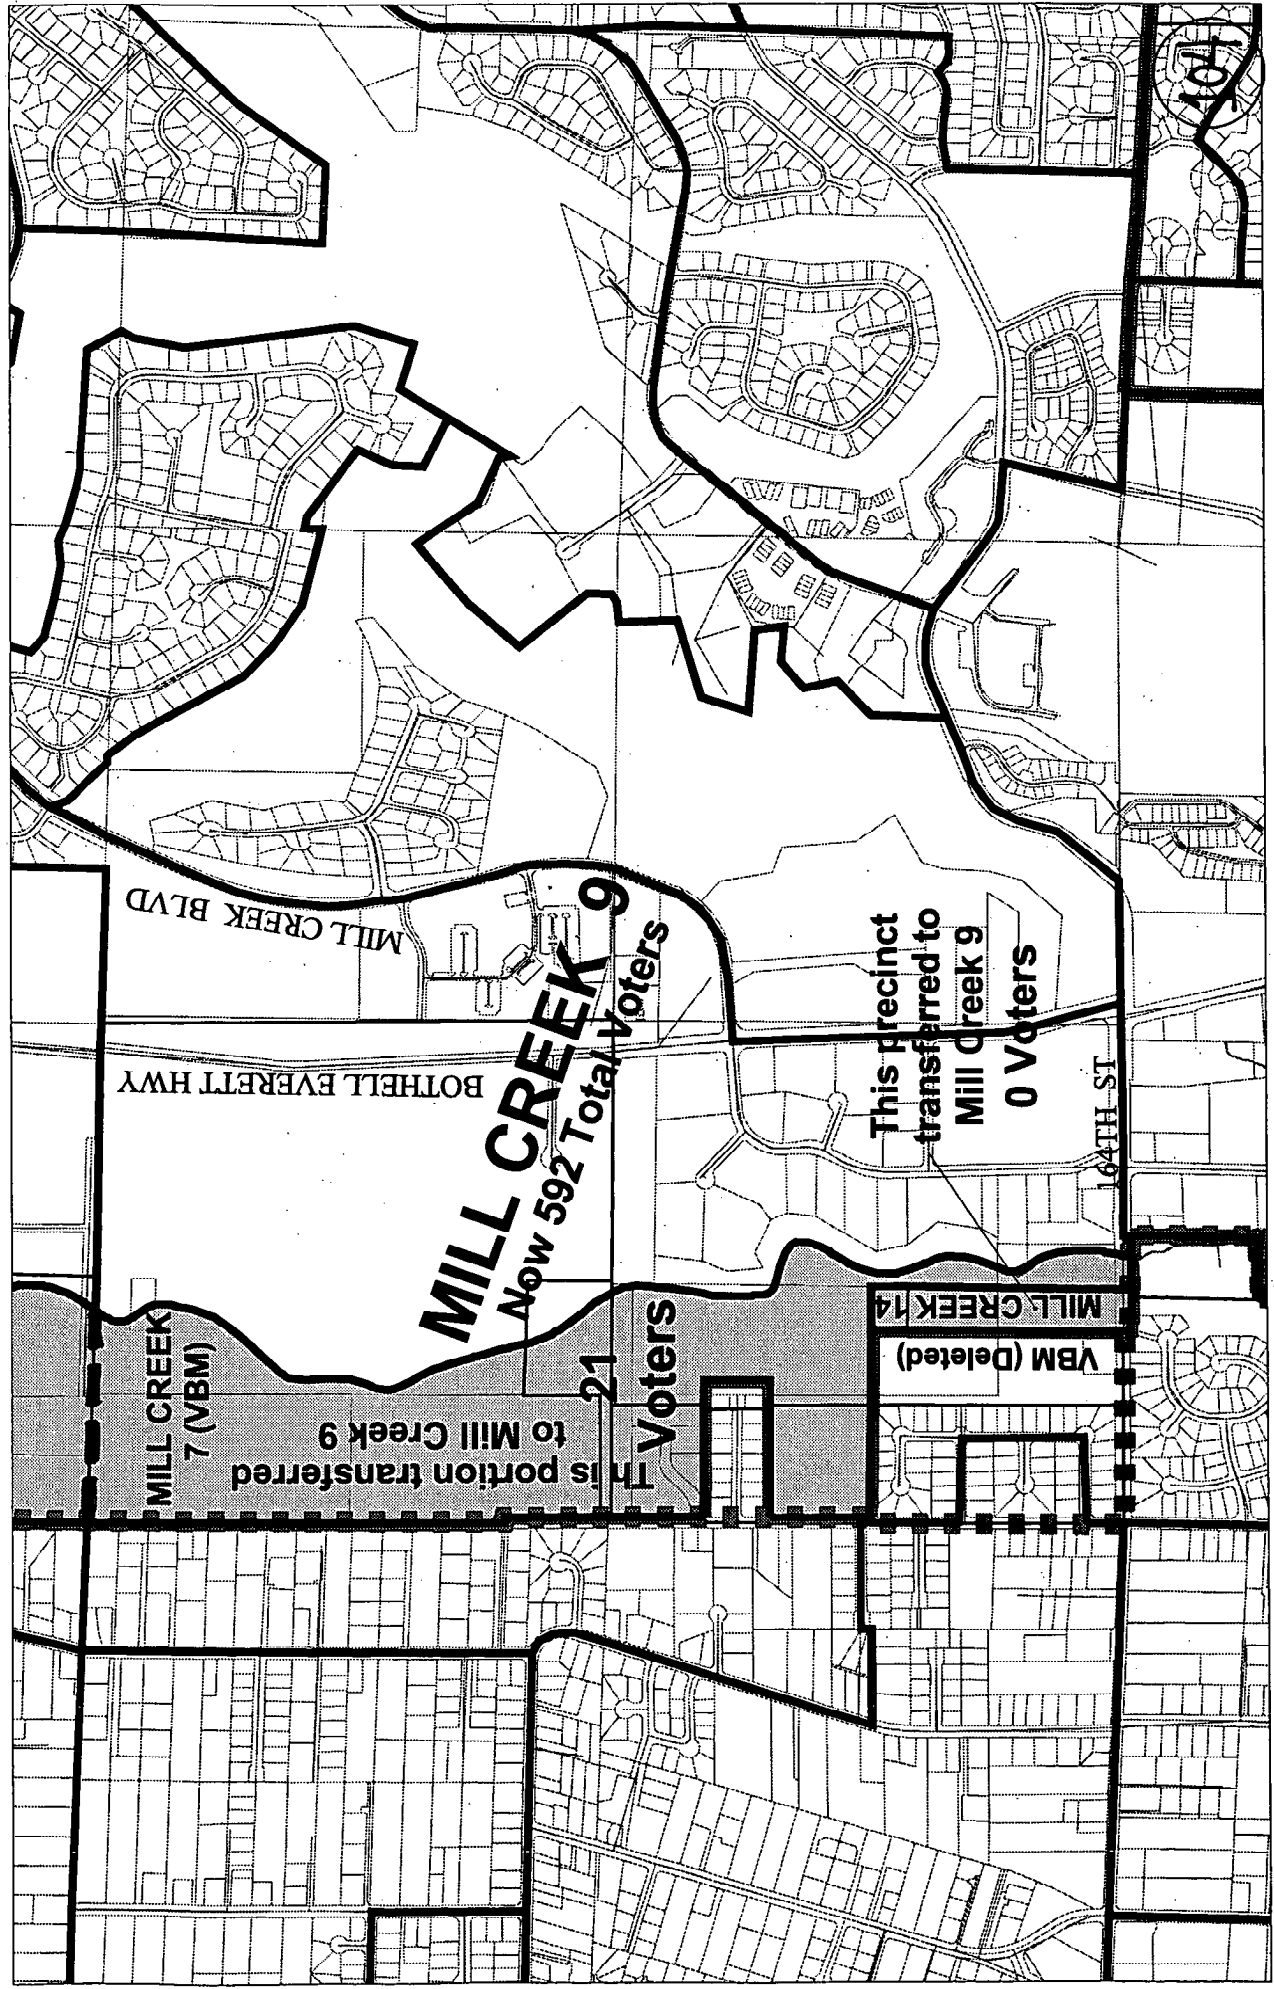 104
MILL CREEK BLVD
BOTHELL EVERETT HWY
MILL CREEK 9
Now 592 Total Voters
This precinct
transferred to
Mill Creek 9
0 Voters
164TH ST
MILL CREEK
7 (VBM)
This portion transferred
to Mill Creek 9
21
Voters
MILL CREEK 14
VBM (Deleted)